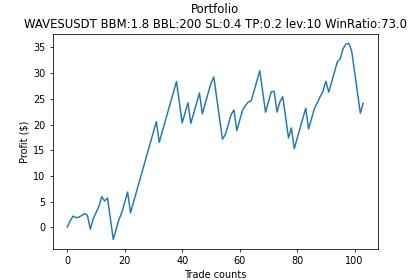 Portfolio
WAVESUSDT BBM:1.8 BBL:200 SL:0.4 TP:0.2 lev:10 WinRatio:73.0
35
30
25
20
15
10
5
0
Profit ($)
0 20 40 60 80 100
Trade counts